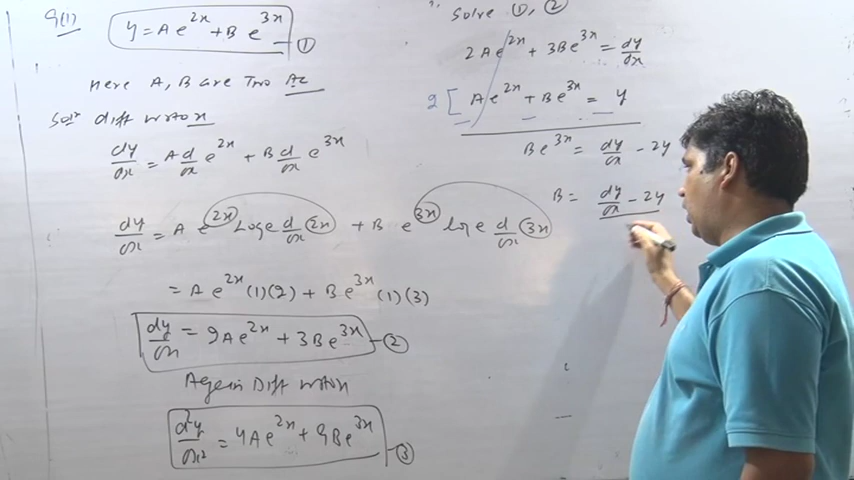 Q(1) y = Ae^2x + Be^3x — ①
Here A, B are Two AC
Sol^n diff w r to x
dy/dx = A d/dx e^2x + B d/dx e^3x
dy/dx = A e^2x Loge d/dx (2x) + B e^3x loge d/dx (3x)
= A e^2x (1)(2) + Be^3x (1)(3)
dy/dx = 2Ae^2x + 3Be^3x — ②
Again Diff w r to x
d²y/dx² = 4Ae^2x + 9Be^3x — ③
Solve ①, ②
2Ae^2x + 3Be^3x = dy/dx
2 [ Ae^2x + Be^3x = y
Be^3x = dy/dx - 2y
B = dy/dx - 2y